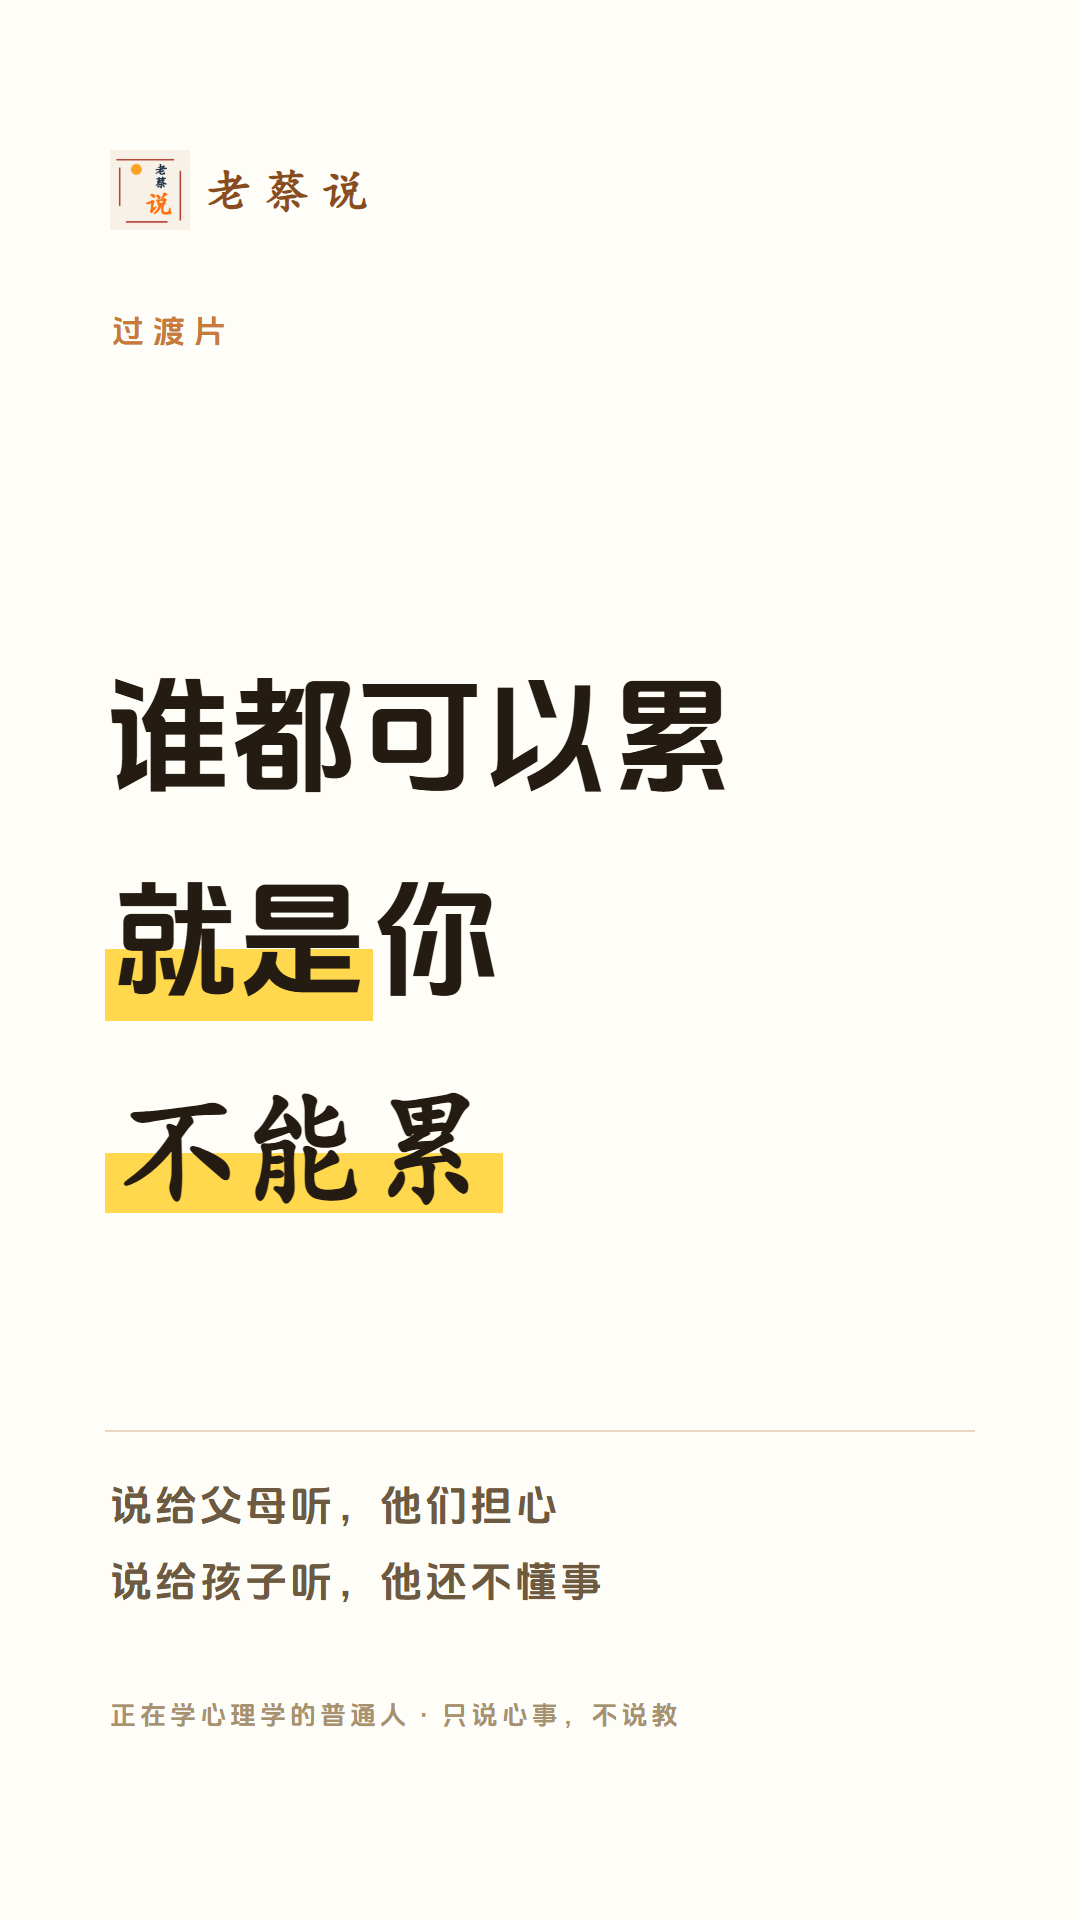 老蔡说
老蔡说
过渡片
谁都可以累
就是你
不能累
说给父母听，他们担心
说给孩子听，他还不懂事
正在学心理学的普通人 · 只说心事，不说教